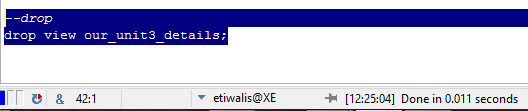 --drop
drop view our_unit3_details;
& 42:1 etiwalis@XE [12:25:04] Done in 0.011 seconds